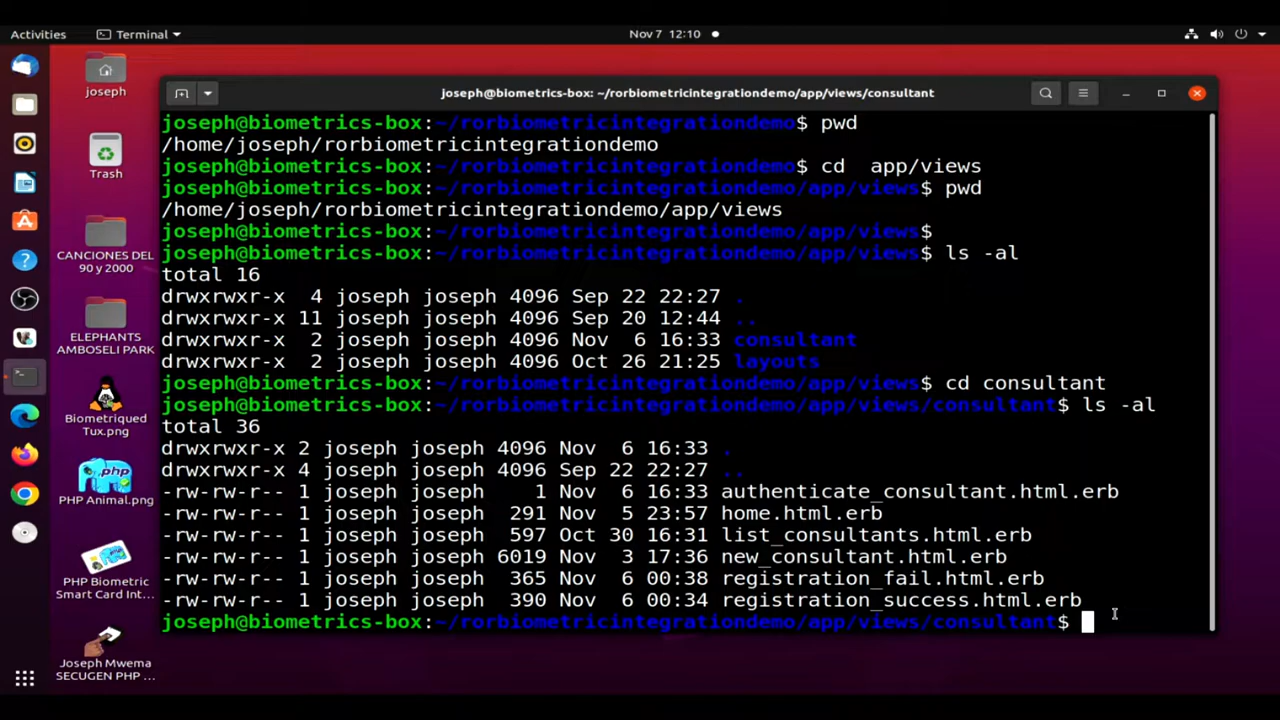 Activities
Terminal
Nov 7 12:10
joseph@biometrics-box: ~/rorbiometricintegrationdemo/app/views/consultant
joseph@biometrics-box:~/rorbiometricintegrationdemo$ pwd
/home/joseph/rorbiometricintegrationdemo
joseph@biometrics-box:~/rorbiometricintegrationdemo$ cd  app/views
joseph@biometrics-box:~/rorbiometricintegrationdemo/app/views$ pwd
/home/joseph/rorbiometricintegrationdemo/app/views
joseph@biometrics-box:~/rorbiometricintegrationdemo/app/views$
joseph@biometrics-box:~/rorbiometricintegrationdemo/app/views$ ls -al
total 16
drwxrwxr-x  4 joseph joseph 4096 Sep 22 22:27 .
drwxrwxr-x 11 joseph joseph 4096 Sep 20 12:44 ..
drwxrwxr-x  2 joseph joseph 4096 Nov  6 16:33 consultant
drwxrwxr-x  2 joseph joseph 4096 Oct 26 21:25 layouts
joseph@biometrics-box:~/rorbiometricintegrationdemo/app/views$ cd consultant
joseph@biometrics-box:~/rorbiometricintegrationdemo/app/views/consultant$ ls -al
total 36
drwxrwxr-x 2 joseph joseph 4096 Nov  6 16:33 .
drwxrwxr-x 4 joseph joseph 4096 Sep 22 22:27 ..
-rw-rw-r-- 1 joseph joseph    1 Nov  6 16:33 authenticate_consultant.html.erb
-rw-rw-r-- 1 joseph joseph  291 Nov  5 23:57 home.html.erb
-rw-rw-r-- 1 joseph joseph  597 Oct 30 16:31 list_consultants.html.erb
-rw-rw-r-- 1 joseph joseph 6019 Nov  3 17:36 new_consultant.html.erb
-rw-rw-r-- 1 joseph joseph  365 Nov  6 00:38 registration_fail.html.erb
-rw-rw-r-- 1 joseph joseph  390 Nov  6 00:34 registration_success.html.erb
joseph@biometrics-box:~/rorbiometricintegrationdemo/app/views/consultant$
joseph
Trash
CANCIONES DEL
90 y 2000
ELEPHANTS
AMBOSELI PARK
Biometriqued
Tux.png
php
PHP Animal.png
PHP Biometric
Smart Card Int...
Joseph Mwema
SECUGEN PHP ...